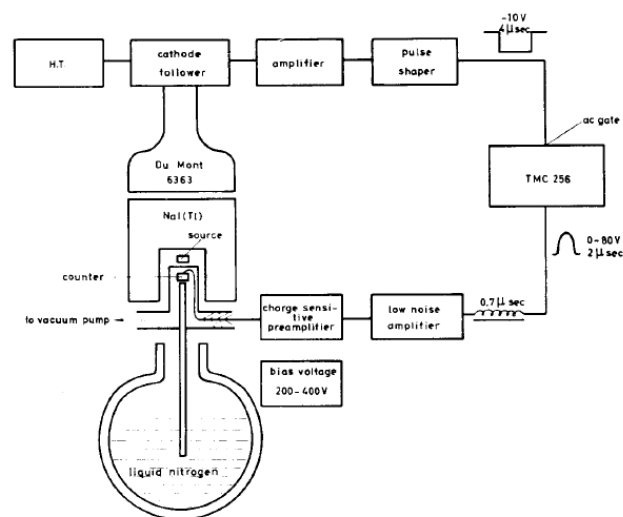 -10V
4μsec
H.T.
cathode
follower
amplifier
pulse
shaper
ac gate
Du Mont
6363
TMC 256
NaI(Tl)
source
0-80V
2μsec
counter
to vacuum pump →
charge sensi-
tive
preamplifier
low noise
amplifier
0.7μsec
bias voltage
200-400V
liquid nitrogen